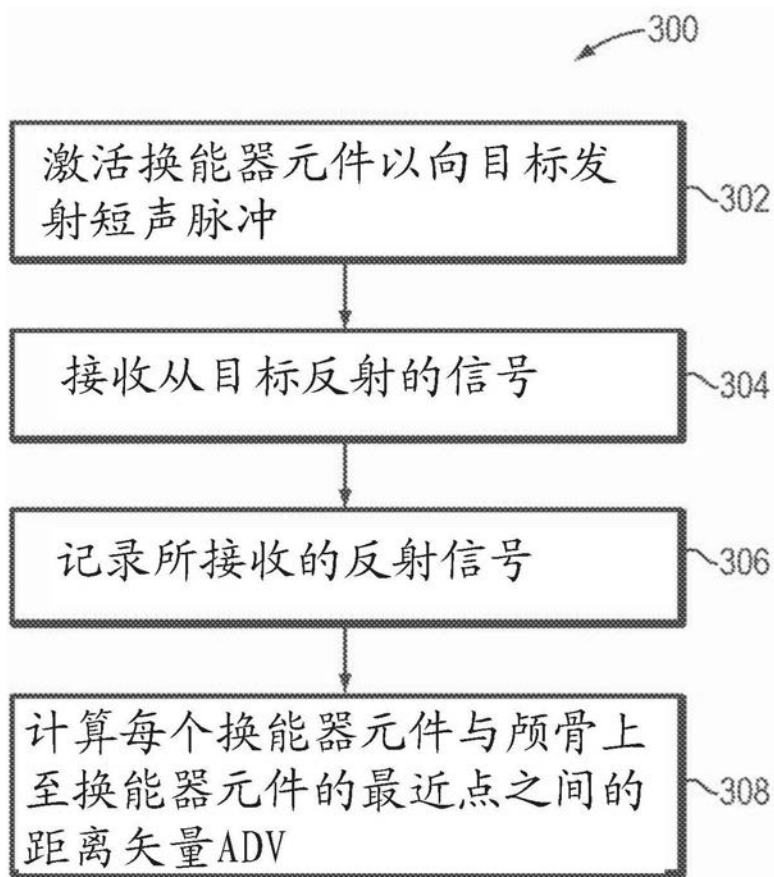 300
激活换能器元件以向目标发
射短声脉冲
302
接收从目标反射的信号
304
记录所接收的反射信号
306
计算每个换能器元件与颅骨上
至换能器元件的最近点之间的
距离矢量ADV
308